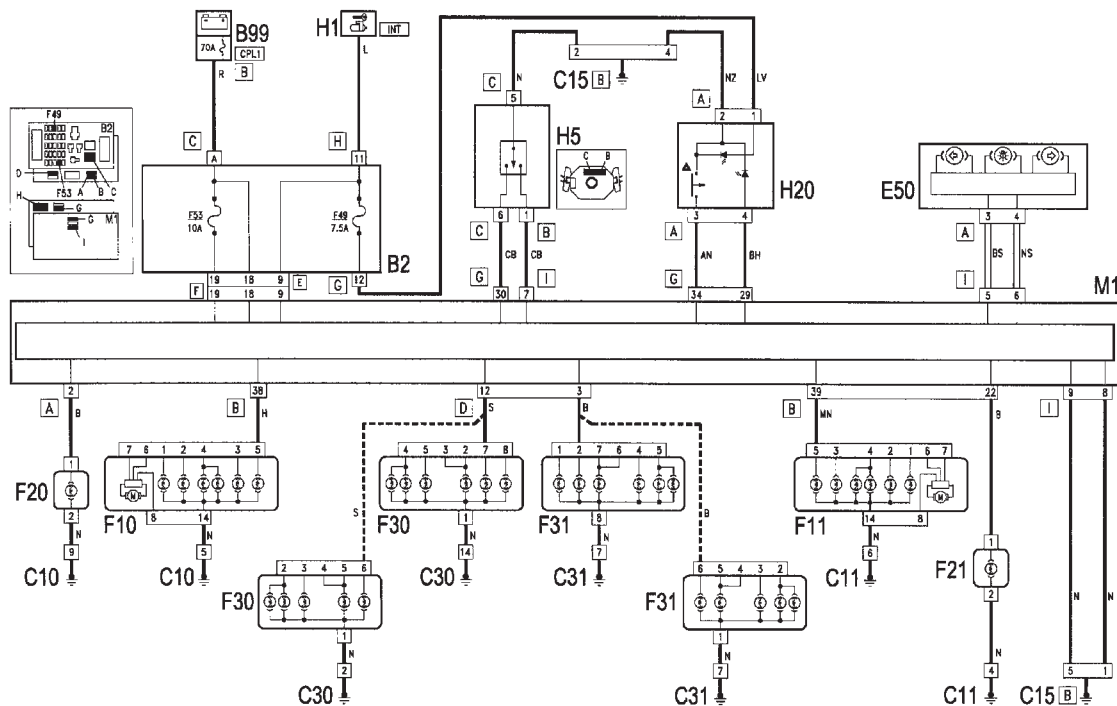 B99
70A
CPL1
B
R
H1
INT
L
2 4
C15 B
N
NZ
LV
F49
B2
D
F53 A B C
H
G
M1
G
I
C
A
H
11
C
5
H5
C B
A
2 1
H20
E50
F53
10A
F49
7.5A
B2
6 1
C B
CB CB
3 4
A
AN BH
3 4
A
BS NS
19 18 9
E
F
19 18 9
G
12
G
30
I
7
G
34 29
I
5 6
M1
2
A
B
38
B
H
12
D
S
3
B
39
B
MN
22
B
9 8
I
1
F20
2
N
9
C10
7 6 1 2 4 3 5
M
F10
8 14
N
5
C10
4 5 3 2 7 8
F30
1
N
14
C30
1 2 7 6 4 5
F31
8
N
7
C31
5 3 4 2 1 6 7
M
F11
14 8
N
6
C11
1
F21
2
N
4
C11
S
2 3 4 5 6
F30
1
N
2
C30
B
6 5 4 3 2
F31
1
N
7
C31
N N
5 1
C15 B